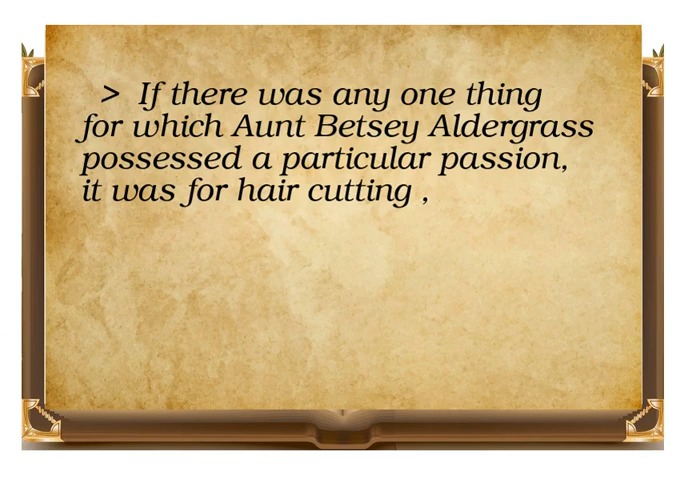 > If there was any one thing
for which Aunt Betsey Aldergrass
possessed a particular passion,
it was for hair cutting ,